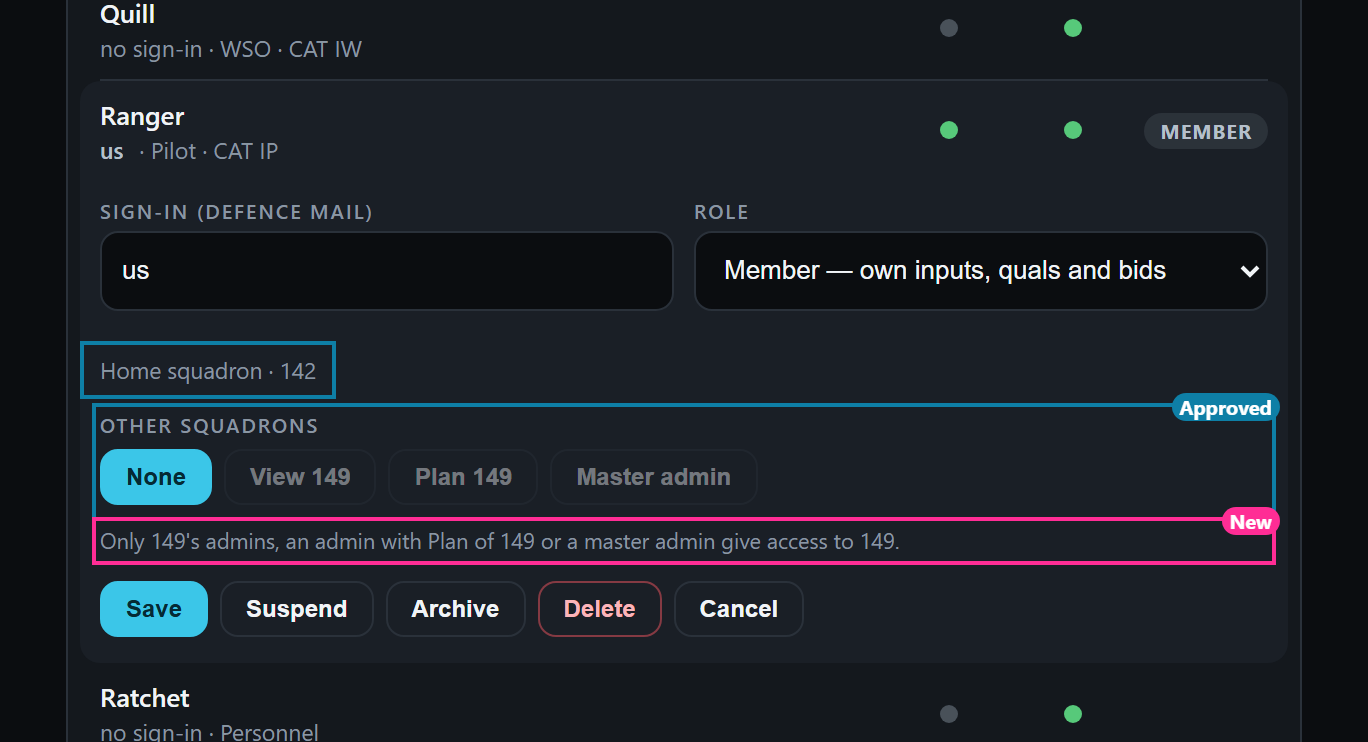 Quill
no sign-in · WSO · CAT IW
Ranger
us · Pilot · CAT IP
MEMBER
SIGN-IN (DEFENCE MAIL)
ROLE
us
Member — own inputs, quals and bids
Home squadron · 142
Approved
OTHER SQUADRONS
None View 149 Plan 149 Master admin
New
Only 149's admins, an admin with Plan of 149 or a master admin give access to 149.
Save Suspend Archive Delete Cancel
Ratchet
no sign-in · Personnel